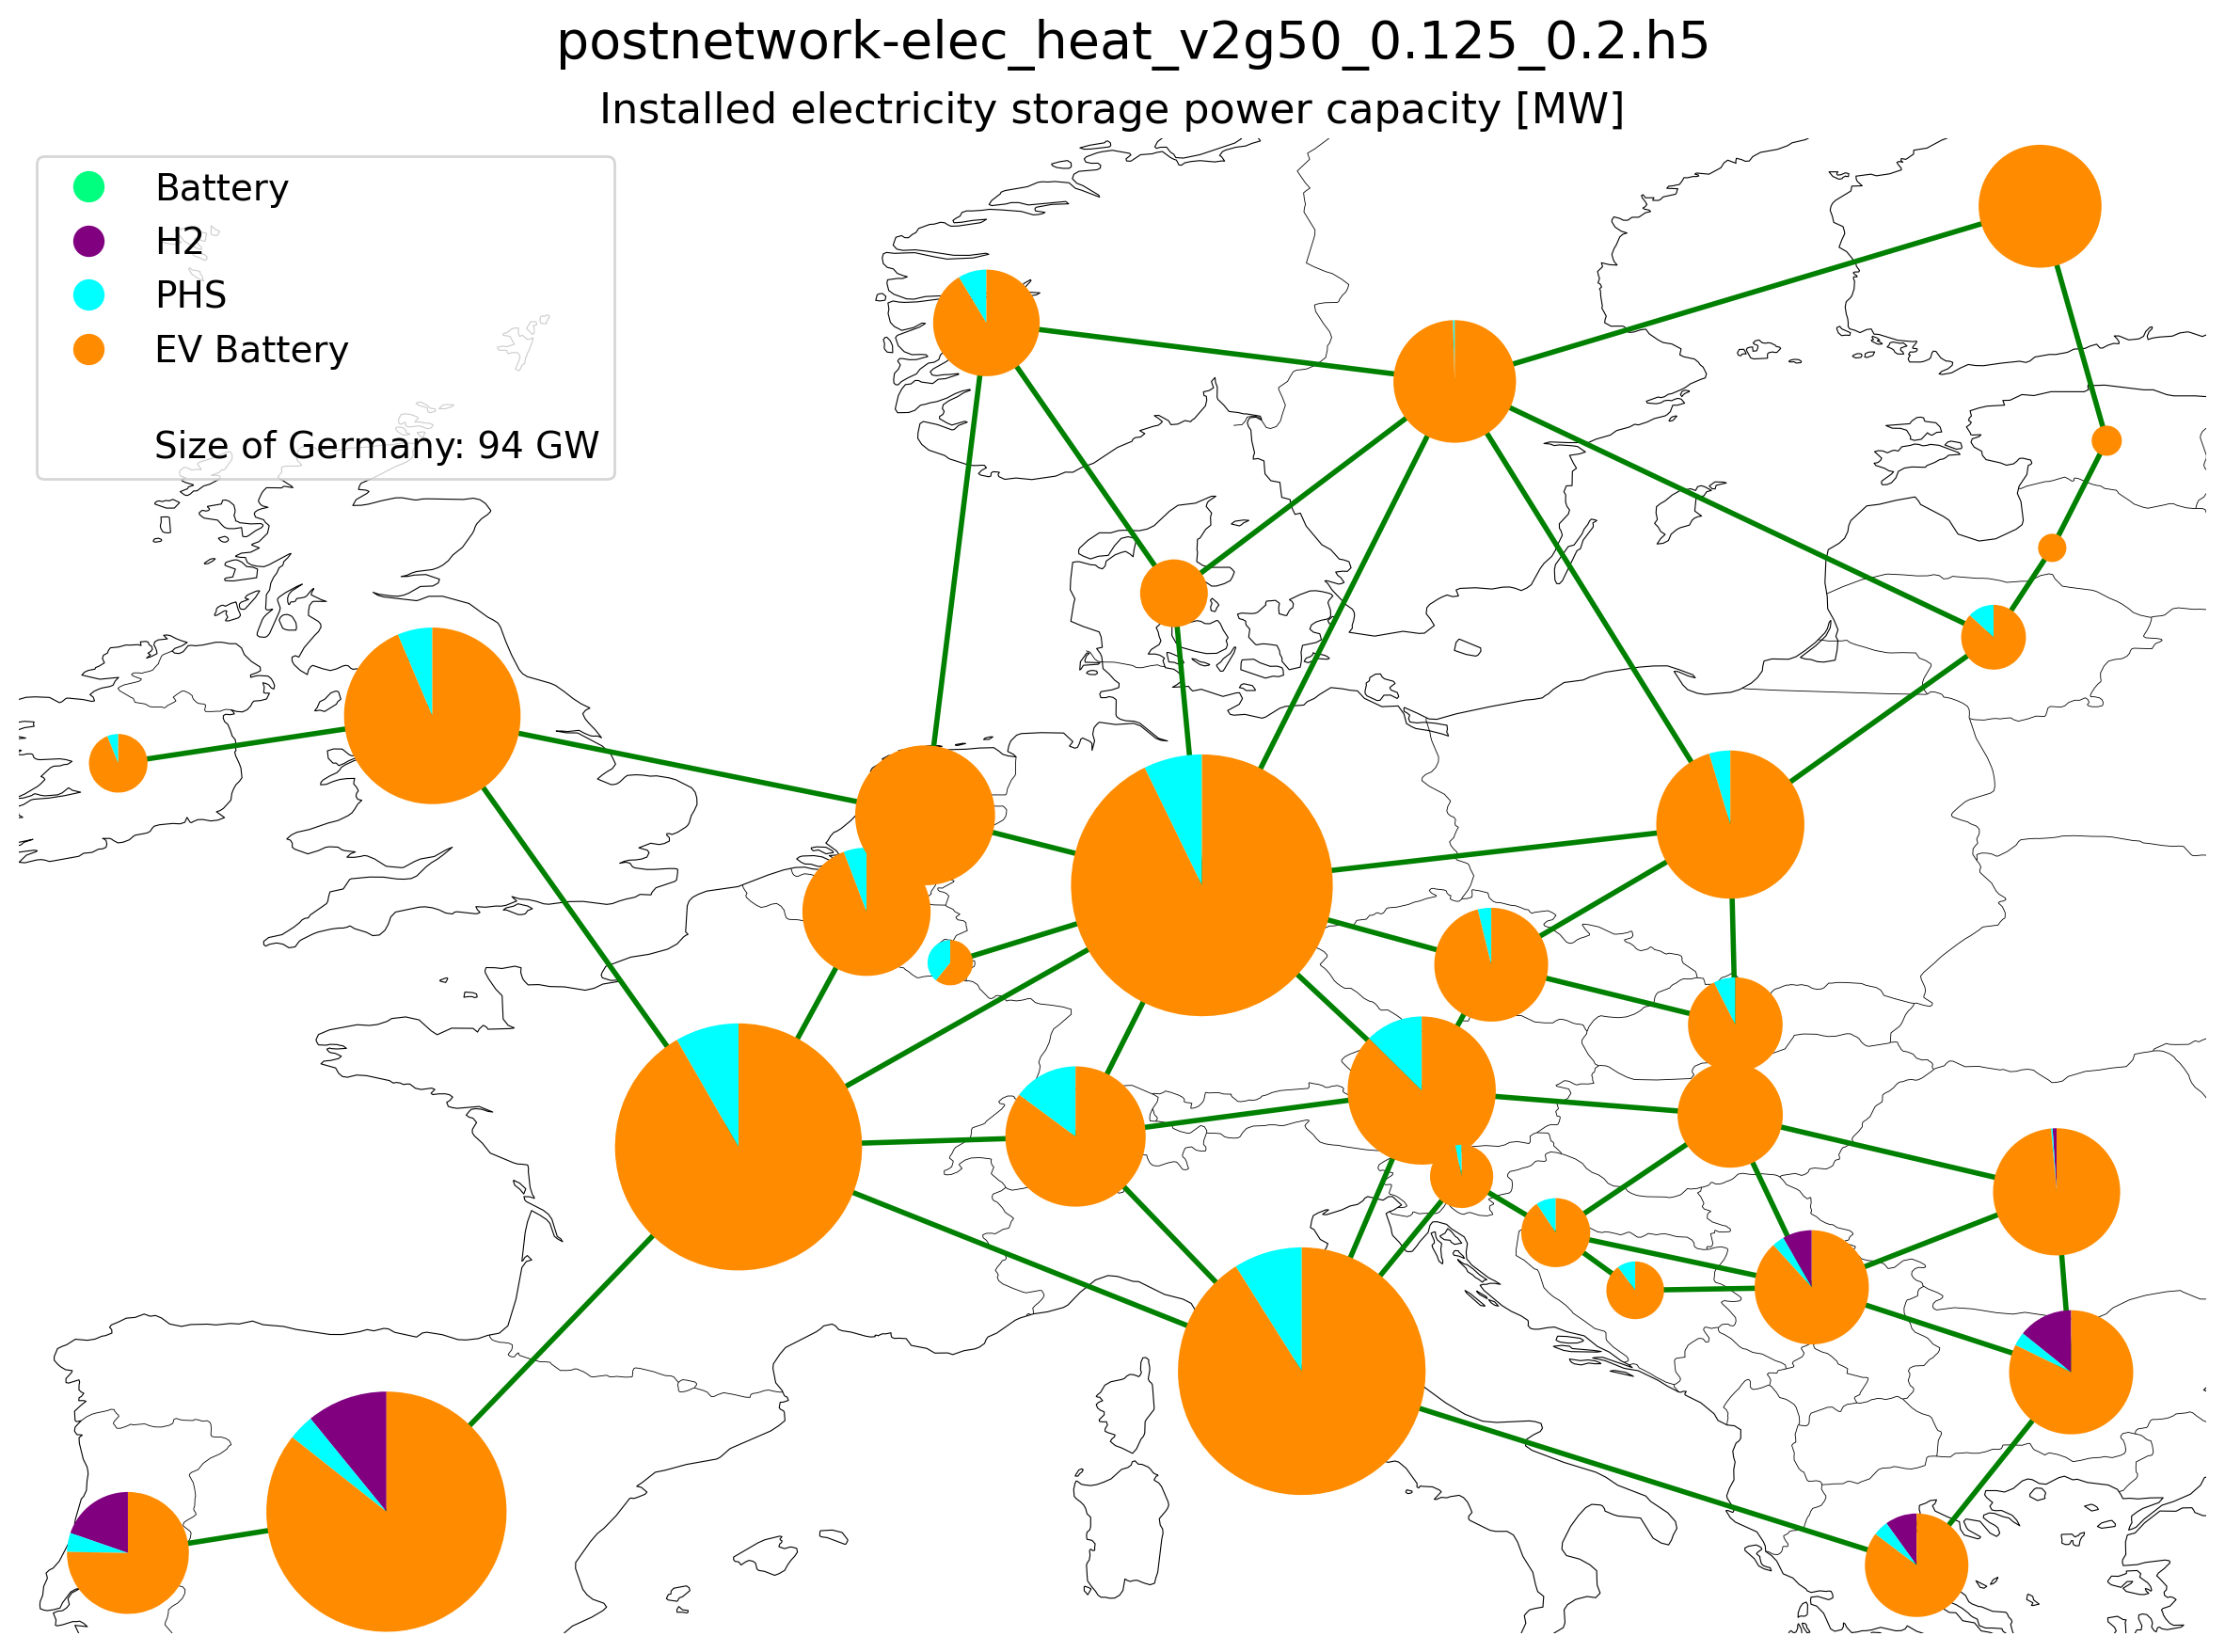 postnetwork-elec_heat_v2g50_0.125_0.2.h5
Installed electricity storage power capacity [MW]
Battery
H2
PHS
EV Battery
Size of Germany: 94 GW